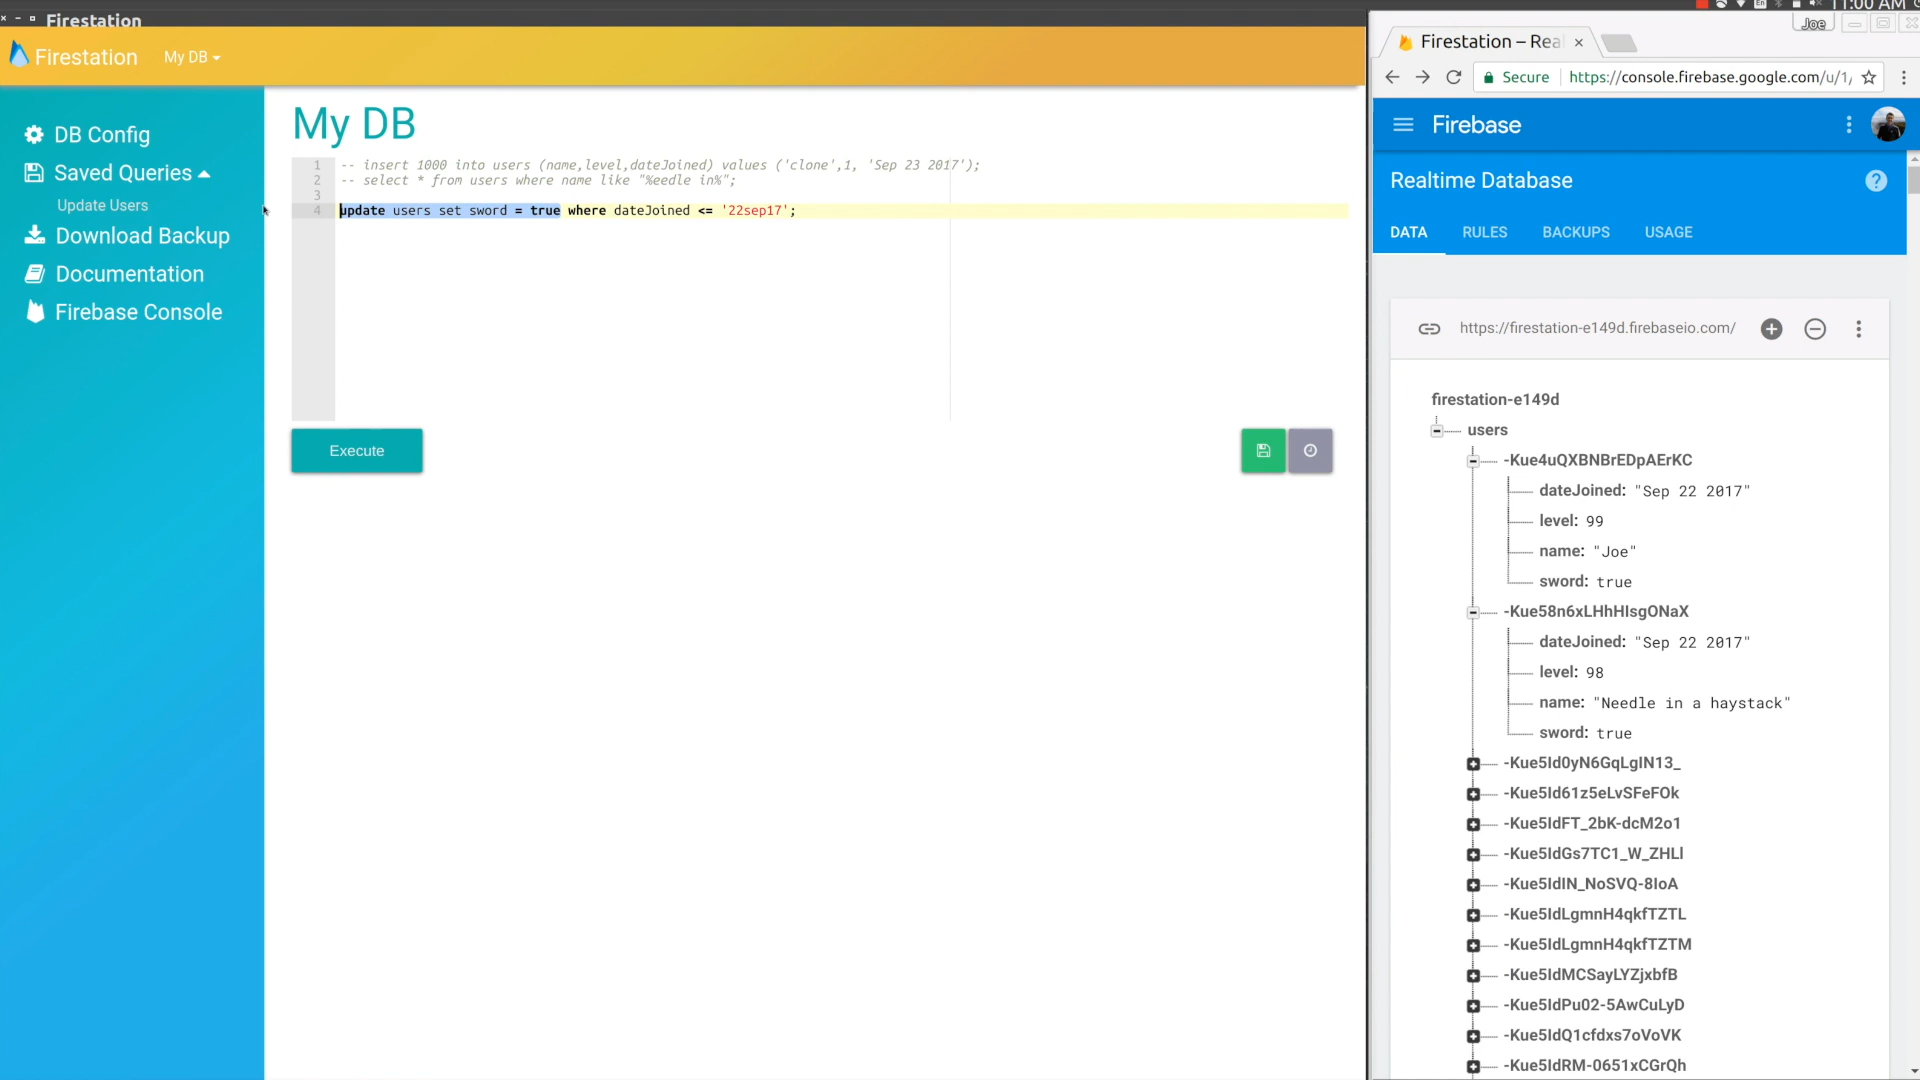 Firestation
11:00 AM
Firestation
My DB
DB Config
Saved Queries
Update Users
Download Backup
Documentation
Firebase Console
My DB
1 -- insert 1000 into users (name,level,dateJoined) values ('clone',1, 'Sep 23 2017');
2 -- select * from users where name like "%eedle in%";
3
4 update users set sword = true where dateJoined <= '22sep17';
Execute
Joe
Firestation – Rea
Secure https://console.firebase.google.com/u/1/
Firebase
Realtime Database
DATA RULES BACKUPS USAGE
https://firestation-e149d.firebaseio.com/
firestation-e149d
users
-Kue4uQXBNBrEDpAErKC
dateJoined: "Sep 22 2017"
level: 99
name: "Joe"
sword: true
-Kue58n6xLHhHIsgONaX
dateJoined: "Sep 22 2017"
level: 98
name: "Needle in a haystack"
sword: true
-Kue5Id0yN6GqLgIN13_
-Kue5Id61z5eLvSFeFOk
-Kue5IdFT_2bK-dcM2o1
-Kue5IdGs7TC1_W_ZHLl
-Kue5IdIN_NoSVQ-8IoA
-Kue5IdLgmnH4qkfTZTL
-Kue5IdLgmnH4qkfTZTM
-Kue5IdMCSayLYZjxbfB
-Kue5IdPu02-5AwCuLyD
-Kue5IdQ1cfdxs7oVoVK
-Kue5IdRM-0651xCGrQh